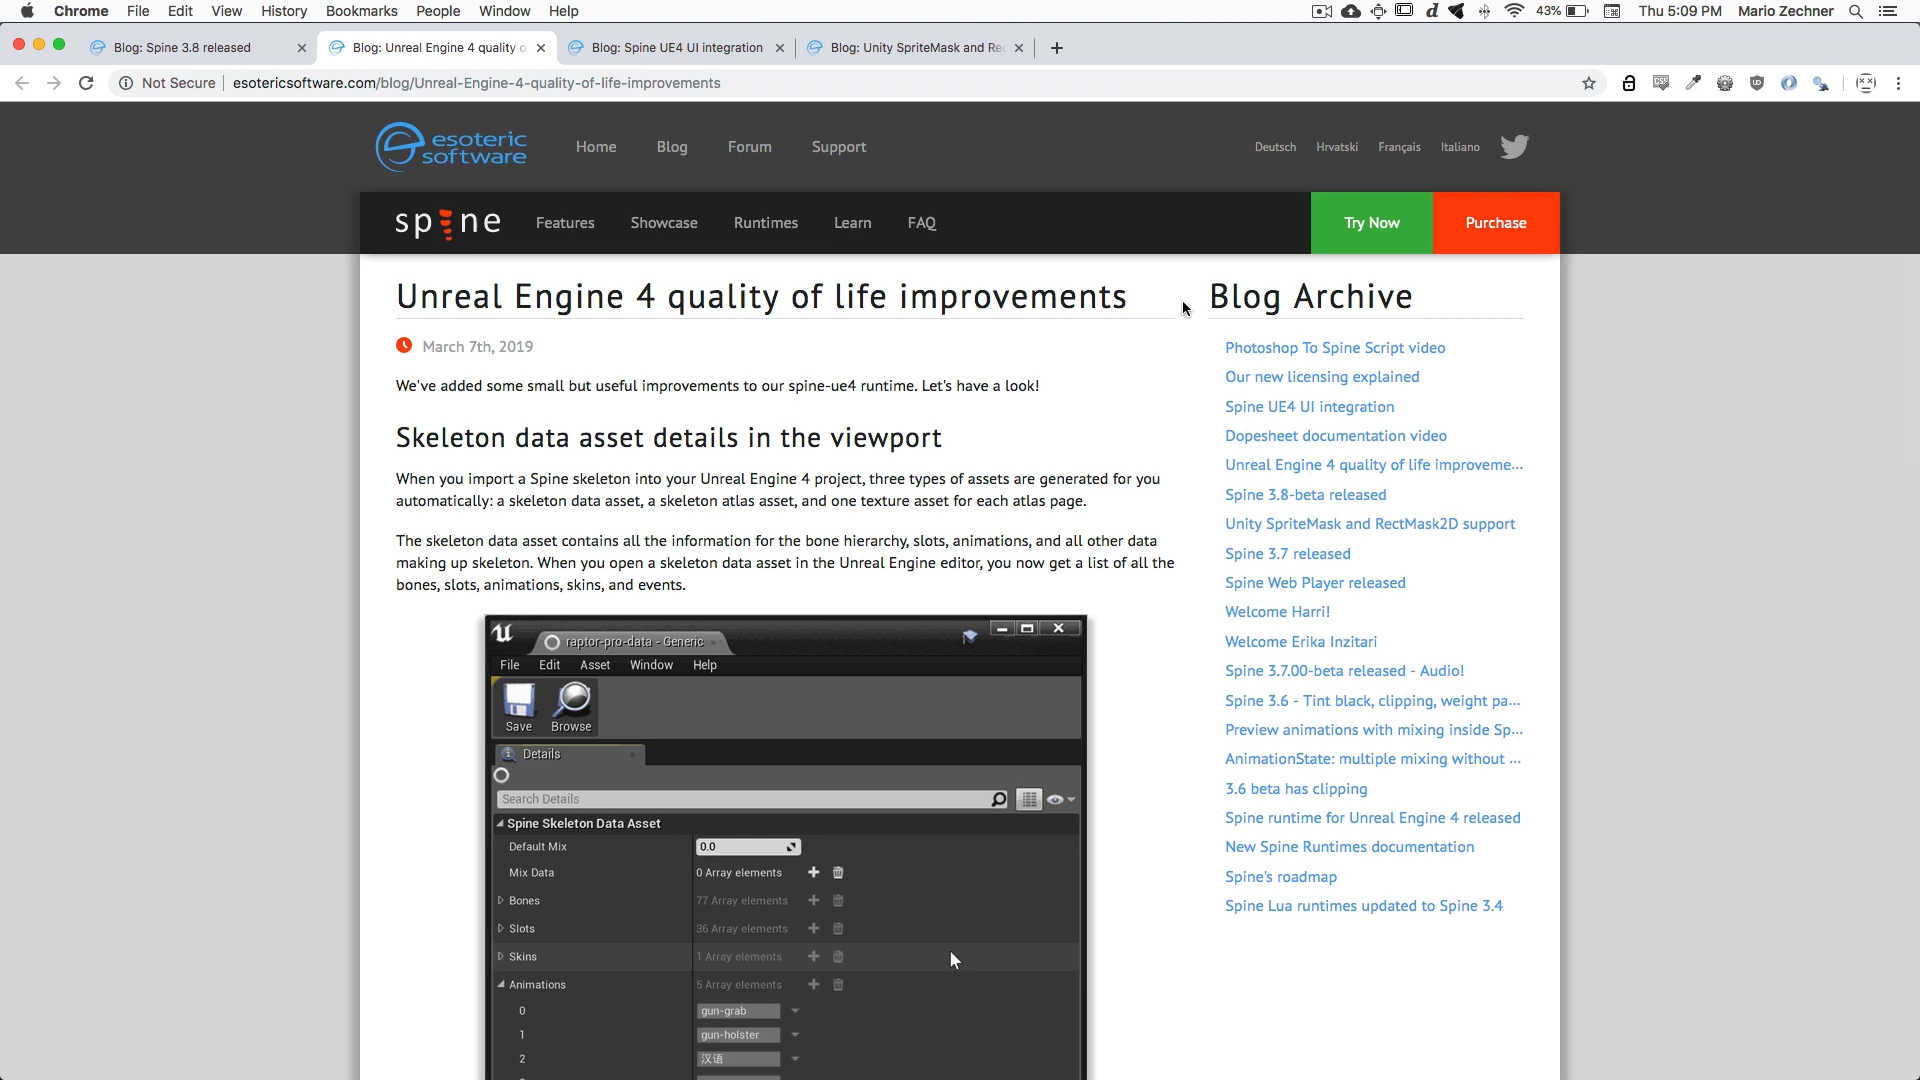 Chrome File Edit View History Bookmarks People Window Help 43% Thu 5:09 PM Mario Zechner
Blog: Spine 3.8 released Blog: Unreal Engine 4 quality o Blog: Spine UE4 UI integration Blog: Unity SpriteMask and Rec
Not Secure esotericsoftware.com/blog/Unreal-Engine-4-quality-of-life-improvements
esoteric software
Home Blog Forum Support Deutsch Hrvatski Français Italiano
spine Features Showcase Runtimes Learn FAQ Try Now Purchase
Unreal Engine 4 quality of life improvements
March 7th, 2019
We've added some small but useful improvements to our spine-ue4 runtime. Let's have a look!
Skeleton data asset details in the viewport
When you import a Spine skeleton into your Unreal Engine 4 project, three types of assets are generated for you
automatically: a skeleton data asset, a skeleton atlas asset, and one texture asset for each atlas page.
The skeleton data asset contains all the information for the bone hierarchy, slots, animations, and all other data
making up skeleton. When you open a skeleton data asset in the Unreal Engine editor, you now get a list of all the
bones, slots, animations, skins, and events.
raptor-pro-data - Generic
File Edit Asset Window Help
Save Browse
Details
Search Details
Spine Skeleton Data Asset
Default Mix 0.0
Mix Data 0 Array elements
Bones 77 Array elements
Slots 36 Array elements
Skins 1 Array elements
Animations 5 Array elements
0 gun-grab
1 gun-holster
2 汉语
Blog Archive
Photoshop To Spine Script video
Our new licensing explained
Spine UE4 UI integration
Dopesheet documentation video
Unreal Engine 4 quality of life improveme...
Spine 3.8-beta released
Unity SpriteMask and RectMask2D support
Spine 3.7 released
Spine Web Player released
Welcome Harri!
Welcome Erika Inzitari
Spine 3.7.00-beta released - Audio!
Spine 3.6 - Tint black, clipping, weight pa...
Preview animations with mixing inside Sp...
AnimationState: multiple mixing without ...
3.6 beta has clipping
Spine runtime for Unreal Engine 4 released
New Spine Runtimes documentation
Spine's roadmap
Spine Lua runtimes updated to Spine 3.4